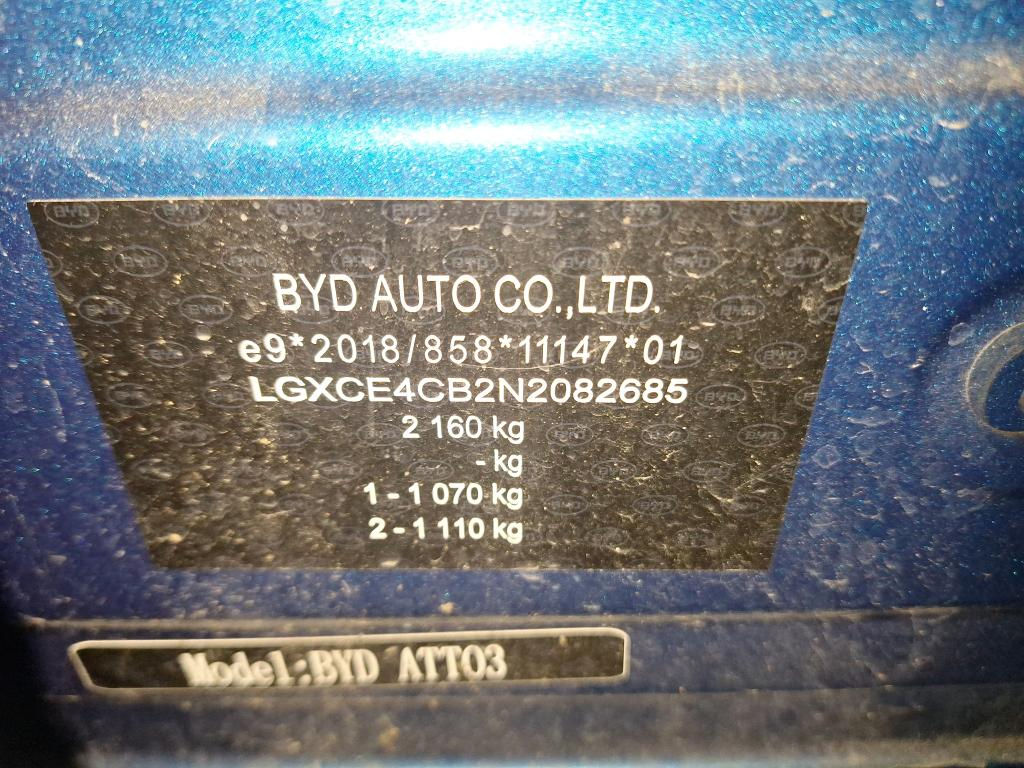 BYD AUTO CO.,LTD.
e9*2018/858*11147*01
LGXCE4CB2N2082685
2 160 kg
- kg
1 - 1 070 kg
2 - 1 110 kg
Model:BYD ATTO3